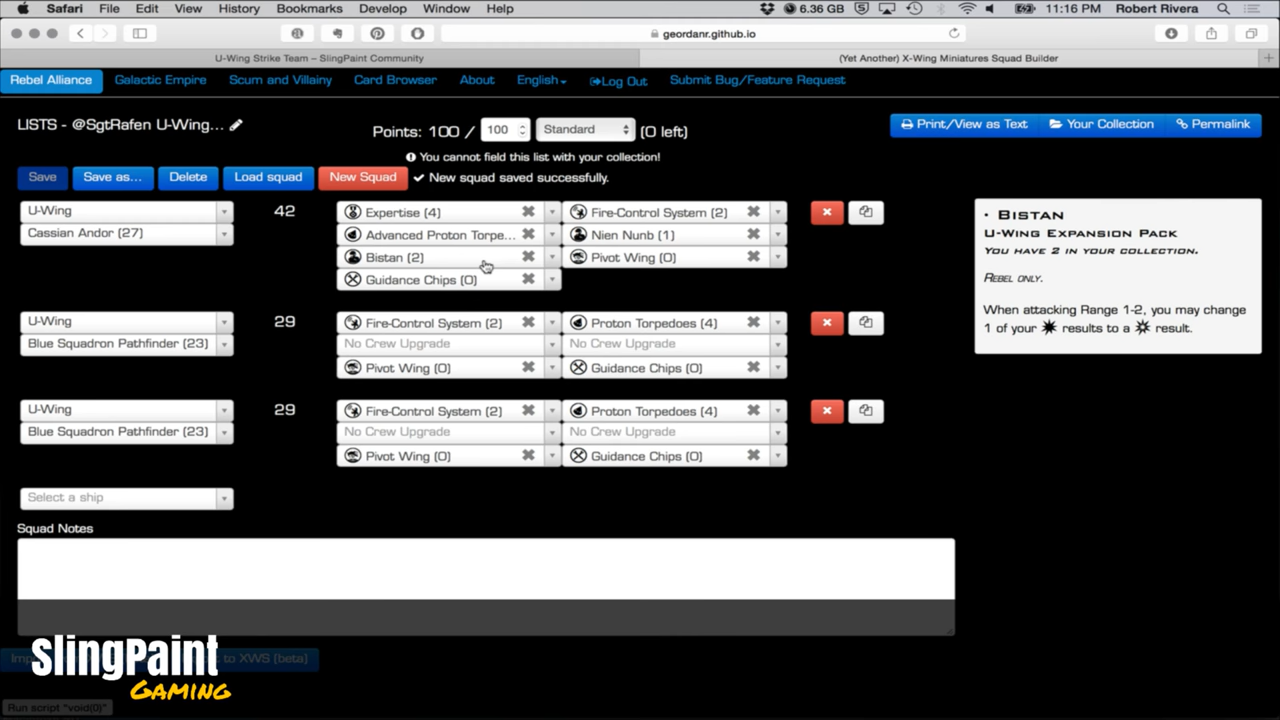 Safari File Edit View History Bookmarks Develop Window Help 6.36 GB 11:16 PM Robert Rivera
geordanr.github.io
U-Wing Strike Team – SlingPaint Community (Yet Another) X-Wing Miniatures Squad Builder
Rebel Alliance Galactic Empire Scum and Villainy Card Browser About English Log Out Submit Bug/Feature Request
LISTS - @SgtRafen U-Wing... Points: 100 / 100 Standard (0 left) Print/View as Text Your Collection Permalink
You cannot field this list with your collection!
Save Save as... Delete Load squad New Squad New squad saved successfully.
U-Wing 42 Expertise (4) Fire-Control System (2)
Cassian Andor (27) Advanced Proton Torpe... Nien Nunb (1)
Bistan (2) Pivot Wing (0)
Guidance Chips (0)
U-Wing 29 Fire-Control System (2) Proton Torpedoes (4)
Blue Squadron Pathfinder (23) No Crew Upgrade No Crew Upgrade
Pivot Wing (0) Guidance Chips (0)
U-Wing 29 Fire-Control System (2) Proton Torpedoes (4)
Blue Squadron Pathfinder (23) No Crew Upgrade No Crew Upgrade
Pivot Wing (0) Guidance Chips (0)
Select a ship
· Bistan
U-Wing Expansion Pack
You have 2 in your collection.
Rebel only.
When attacking Range 1-2, you may change
1 of your results to a result.
Squad Notes
to XWS (beta)
SlingPaint
GAMING
Run script "void(0)"